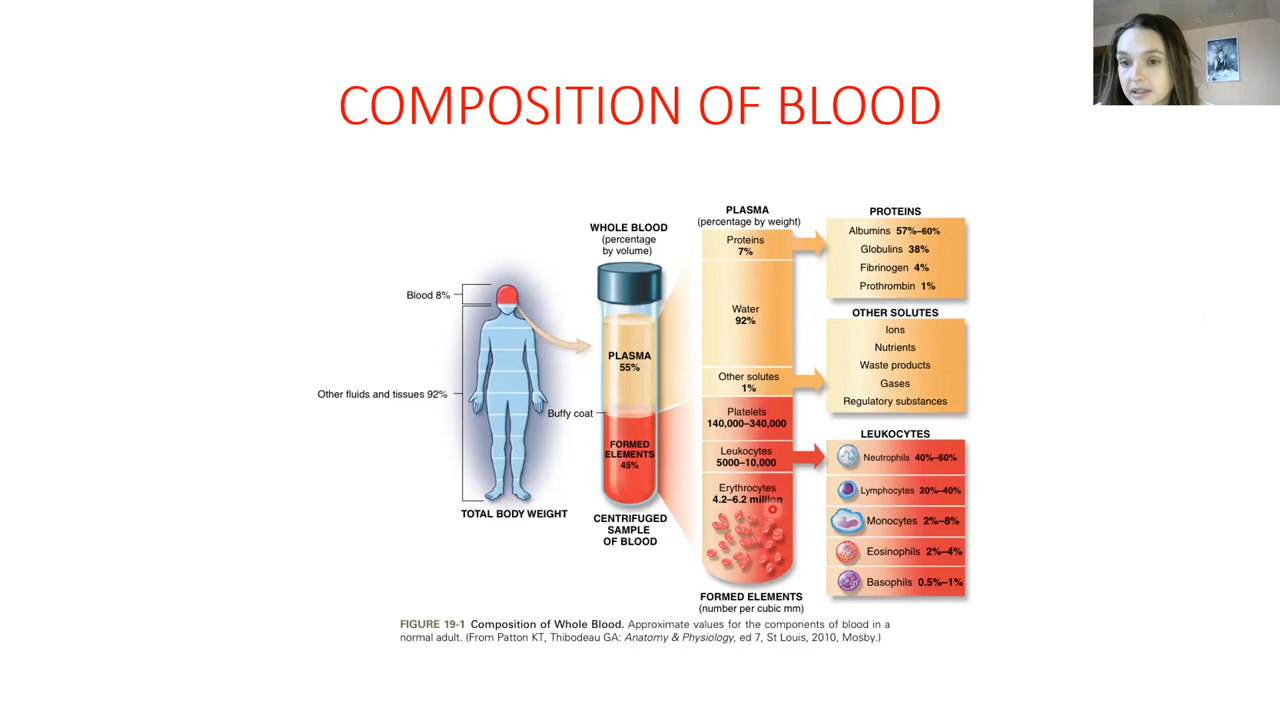 COMPOSITION OF BLOOD
Blood 8%
Other fluids and tissues 92%
TOTAL BODY WEIGHT
WHOLE BLOOD
(percentage
by volume)
PLASMA
55%
Buffy coat
FORMED
ELEMENTS
45%
CENTRIFUGED
SAMPLE
OF BLOOD
PLASMA
(percentage by weight)
Proteins
7%
Water
92%
Other solutes
1%
Platelets
140,000–340,000
Leukocytes
5000–10,000
Erythrocytes
4.2–6.2 million
FORMED ELEMENTS
(number per cubic mm)
PROTEINS
Albumins 57%–60%
Globulins 38%
Fibrinogen 4%
Prothrombin 1%
OTHER SOLUTES
Ions
Nutrients
Waste products
Gases
Regulatory substances
LEUKOCYTES
Neutrophils 40%–60%
Lymphocytes 20%–40%
Monocytes 2%–8%
Eosinophils 2%–4%
Basophils 0.5%–1%
FIGURE 19-1 Composition of Whole Blood. Approximate values for the components of blood in a
normal adult. (From Patton KT, Thibodeau GA: Anatomy & Physiology, ed 7, St Louis, 2010, Mosby.)